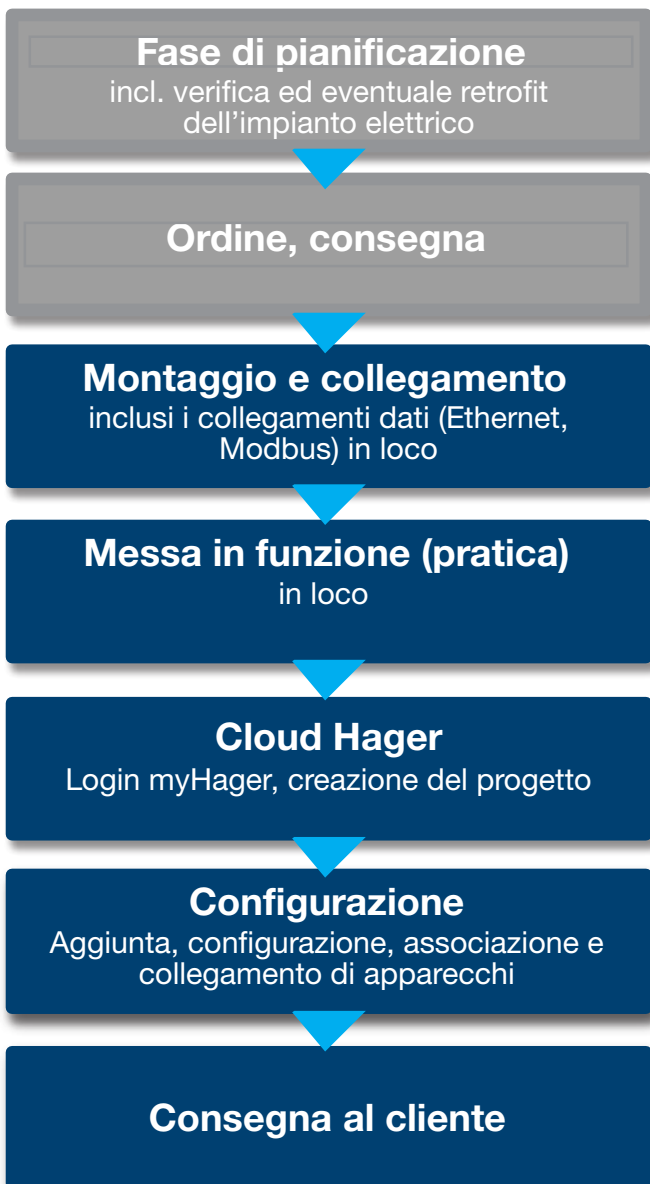 Fase di pianificazione
incl. verifica ed eventuale retrofit
dell'impianto elettrico
Ordine, consegna
Montaggio e collegamento
inclusi i collegamenti dati (Ethernet,
Modbus) in loco
Messa in funzione (pratica)
in loco
Cloud Hager
Login myHager, creazione del progetto
Configurazione
Aggiunta, configurazione, associazione e
collegamento di apparecchi
Consegna al cliente